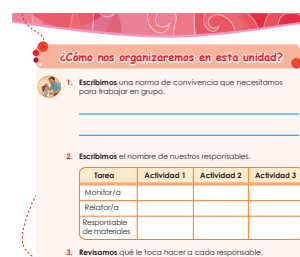 ¿Cómo nos organizaremos en esta unidad?
1. Escribimos una norma de convivencia que necesitamos
para trabajar en grupo.
2. Escribimos el nombre de nuestros responsables.
Tarea Actividad 1 Actividad 2 Actividad 3
Monitor/a
Relator/a
Responsable
de materiales
3. Revisamos qué le toca hacer a cada responsable.